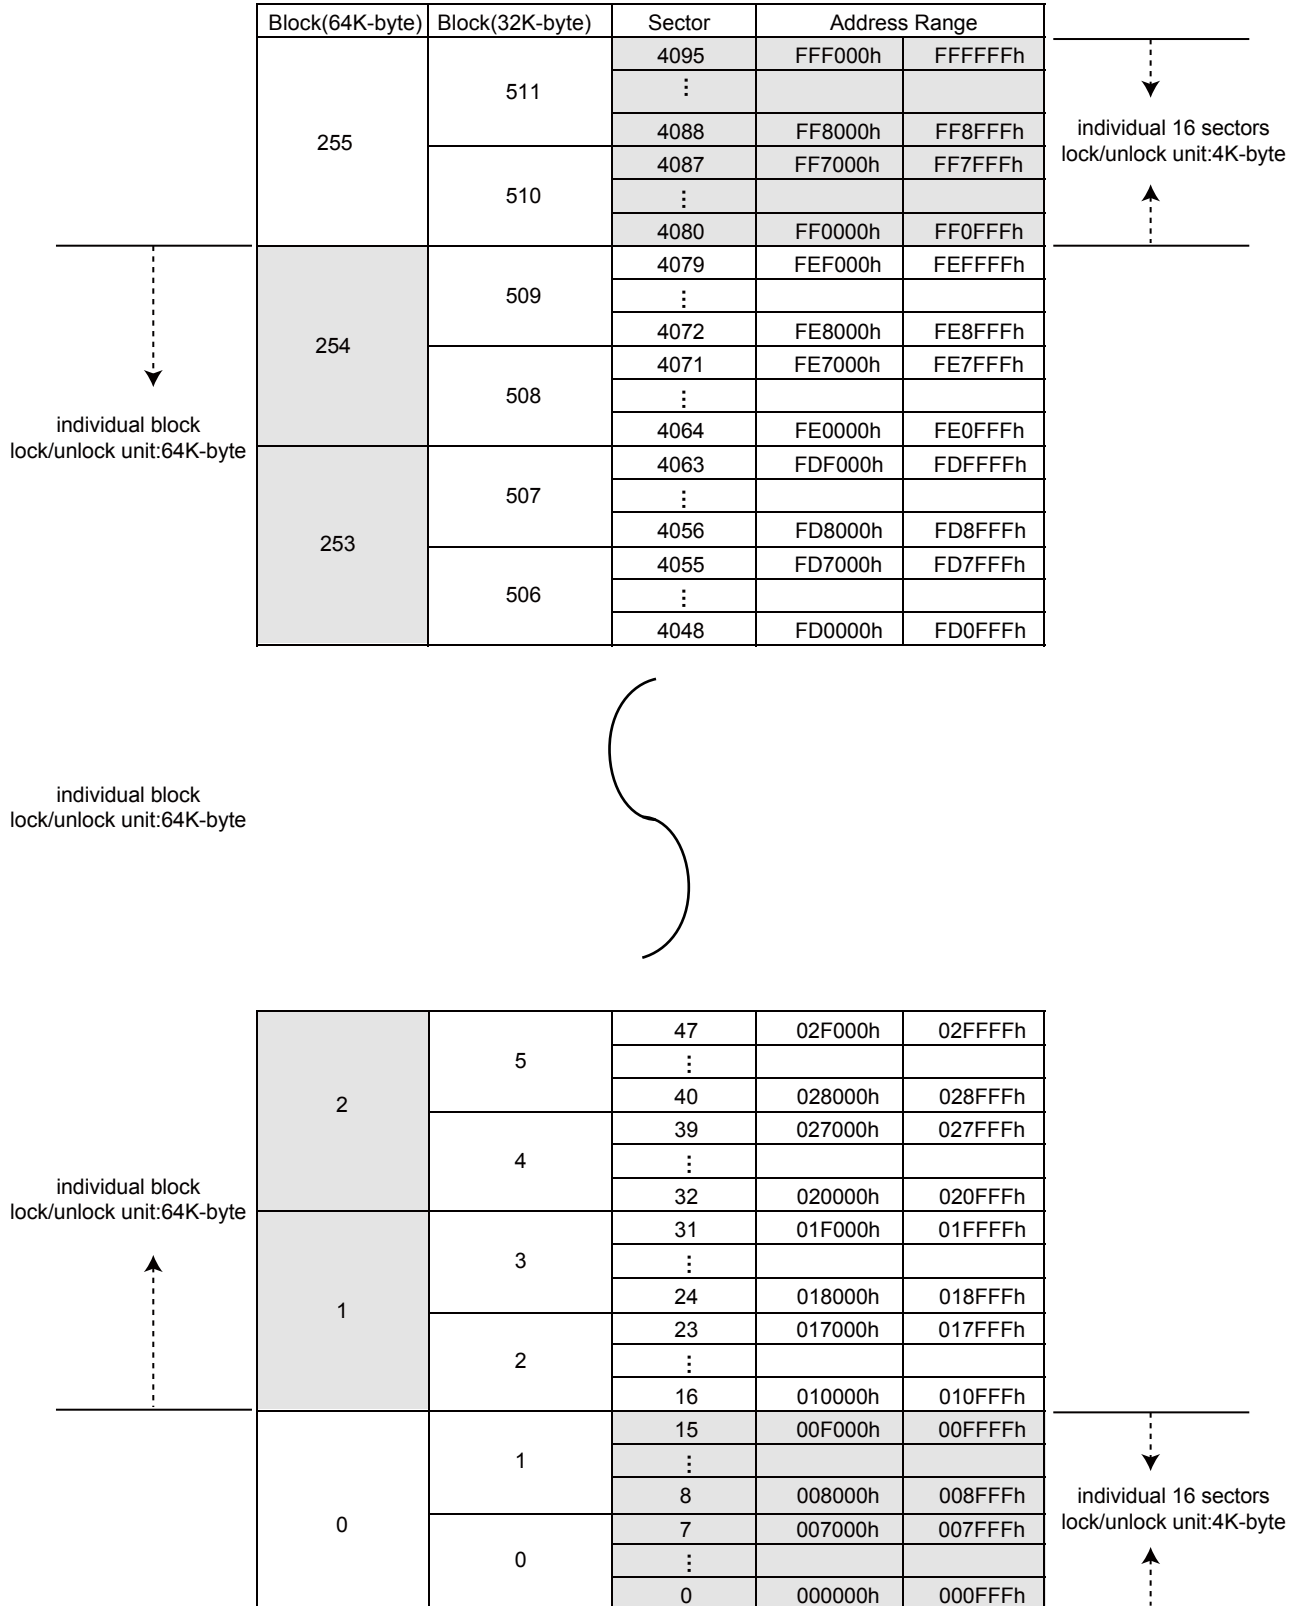 Block(64K-byte) Block(32K-byte) Sector Address Range
4095 FFF000h FFFFFFh
511 ⋮
individual 16 sectors
lock/unlock unit:4K-byte
4088 FF8000h FF8FFFh
255
4087 FF7000h FF7FFFh
510 ⋮
4080 FF0000h FF0FFFh
4079 FEF000h FEFFFFh
509 ⋮
4072 FE8000h FE8FFFh
254
4071 FE7000h FE7FFFh
508 ⋮
individual block
lock/unlock unit:64K-byte
4064 FE0000h FE0FFFh
4063 FDF000h FDFFFFh
507 ⋮
4056 FD8000h FD8FFFh
253
4055 FD7000h FD7FFFh
506 ⋮
4048 FD0000h FD0FFFh
individual block
lock/unlock unit:64K-byte
47 02F000h 02FFFFh
5 ⋮
40 028000h 028FFFh
2
39 027000h 027FFFh
4 ⋮
individual block
lock/unlock unit:64K-byte
32 020000h 020FFFh
31 01F000h 01FFFFh
3 ⋮
24 018000h 018FFFh
1
23 017000h 017FFFh
2 ⋮
16 010000h 010FFFh
15 00F000h 00FFFFh
1 ⋮
8 008000h 008FFFh
individual 16 sectors
lock/unlock unit:4K-byte
0
7 007000h 007FFFh
0 ⋮
0 000000h 000FFFh